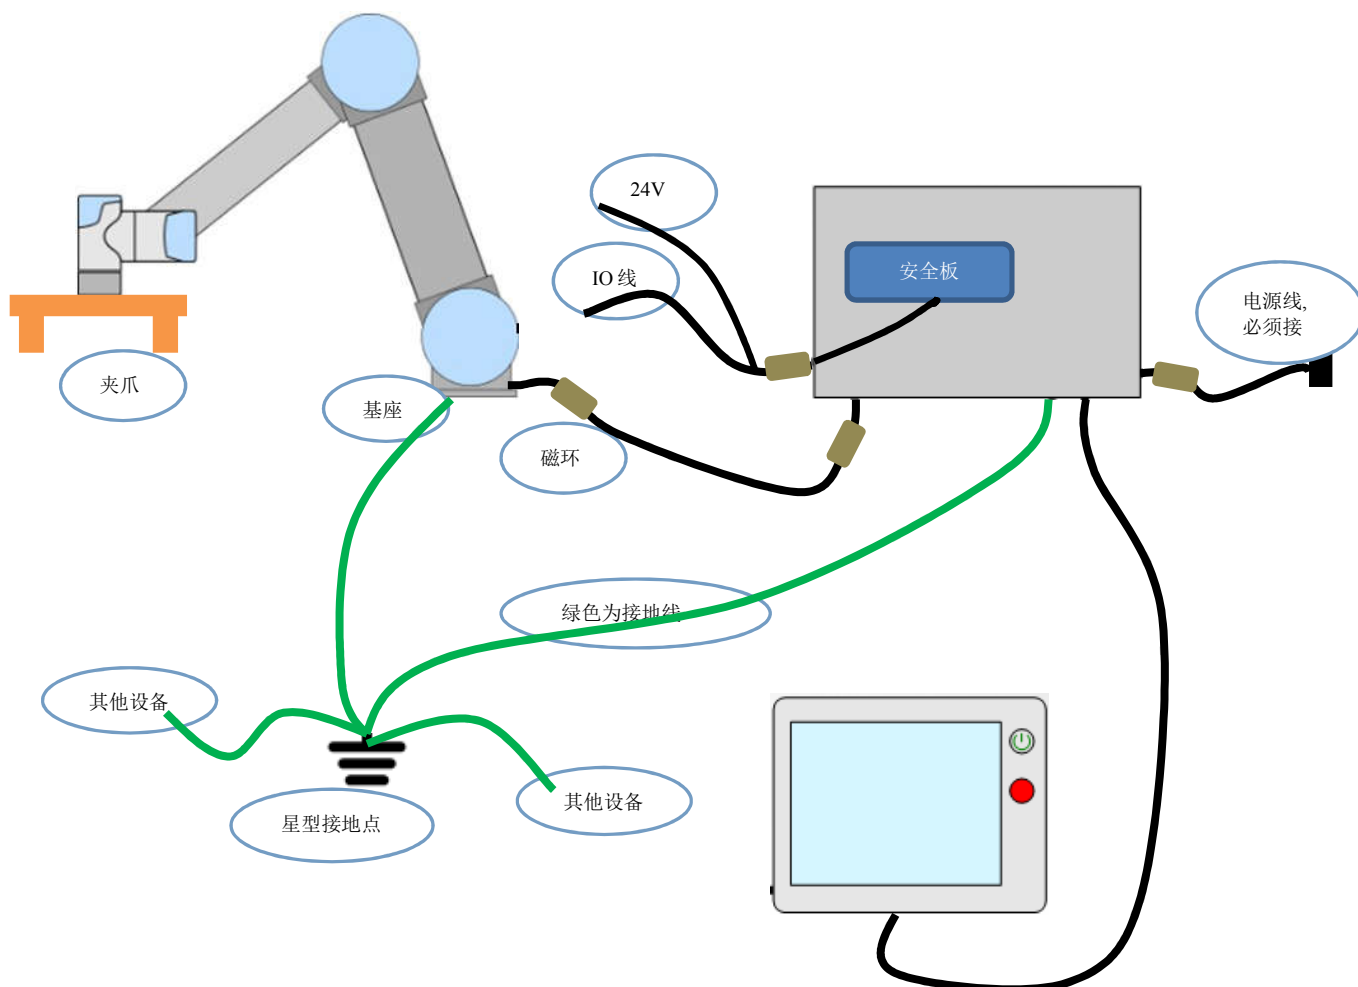 24V
IO 线
安全板
电源线,
必须接
夹爪
基座
磁环
绿色为接地线
其他设备
其他设备
星型接地点